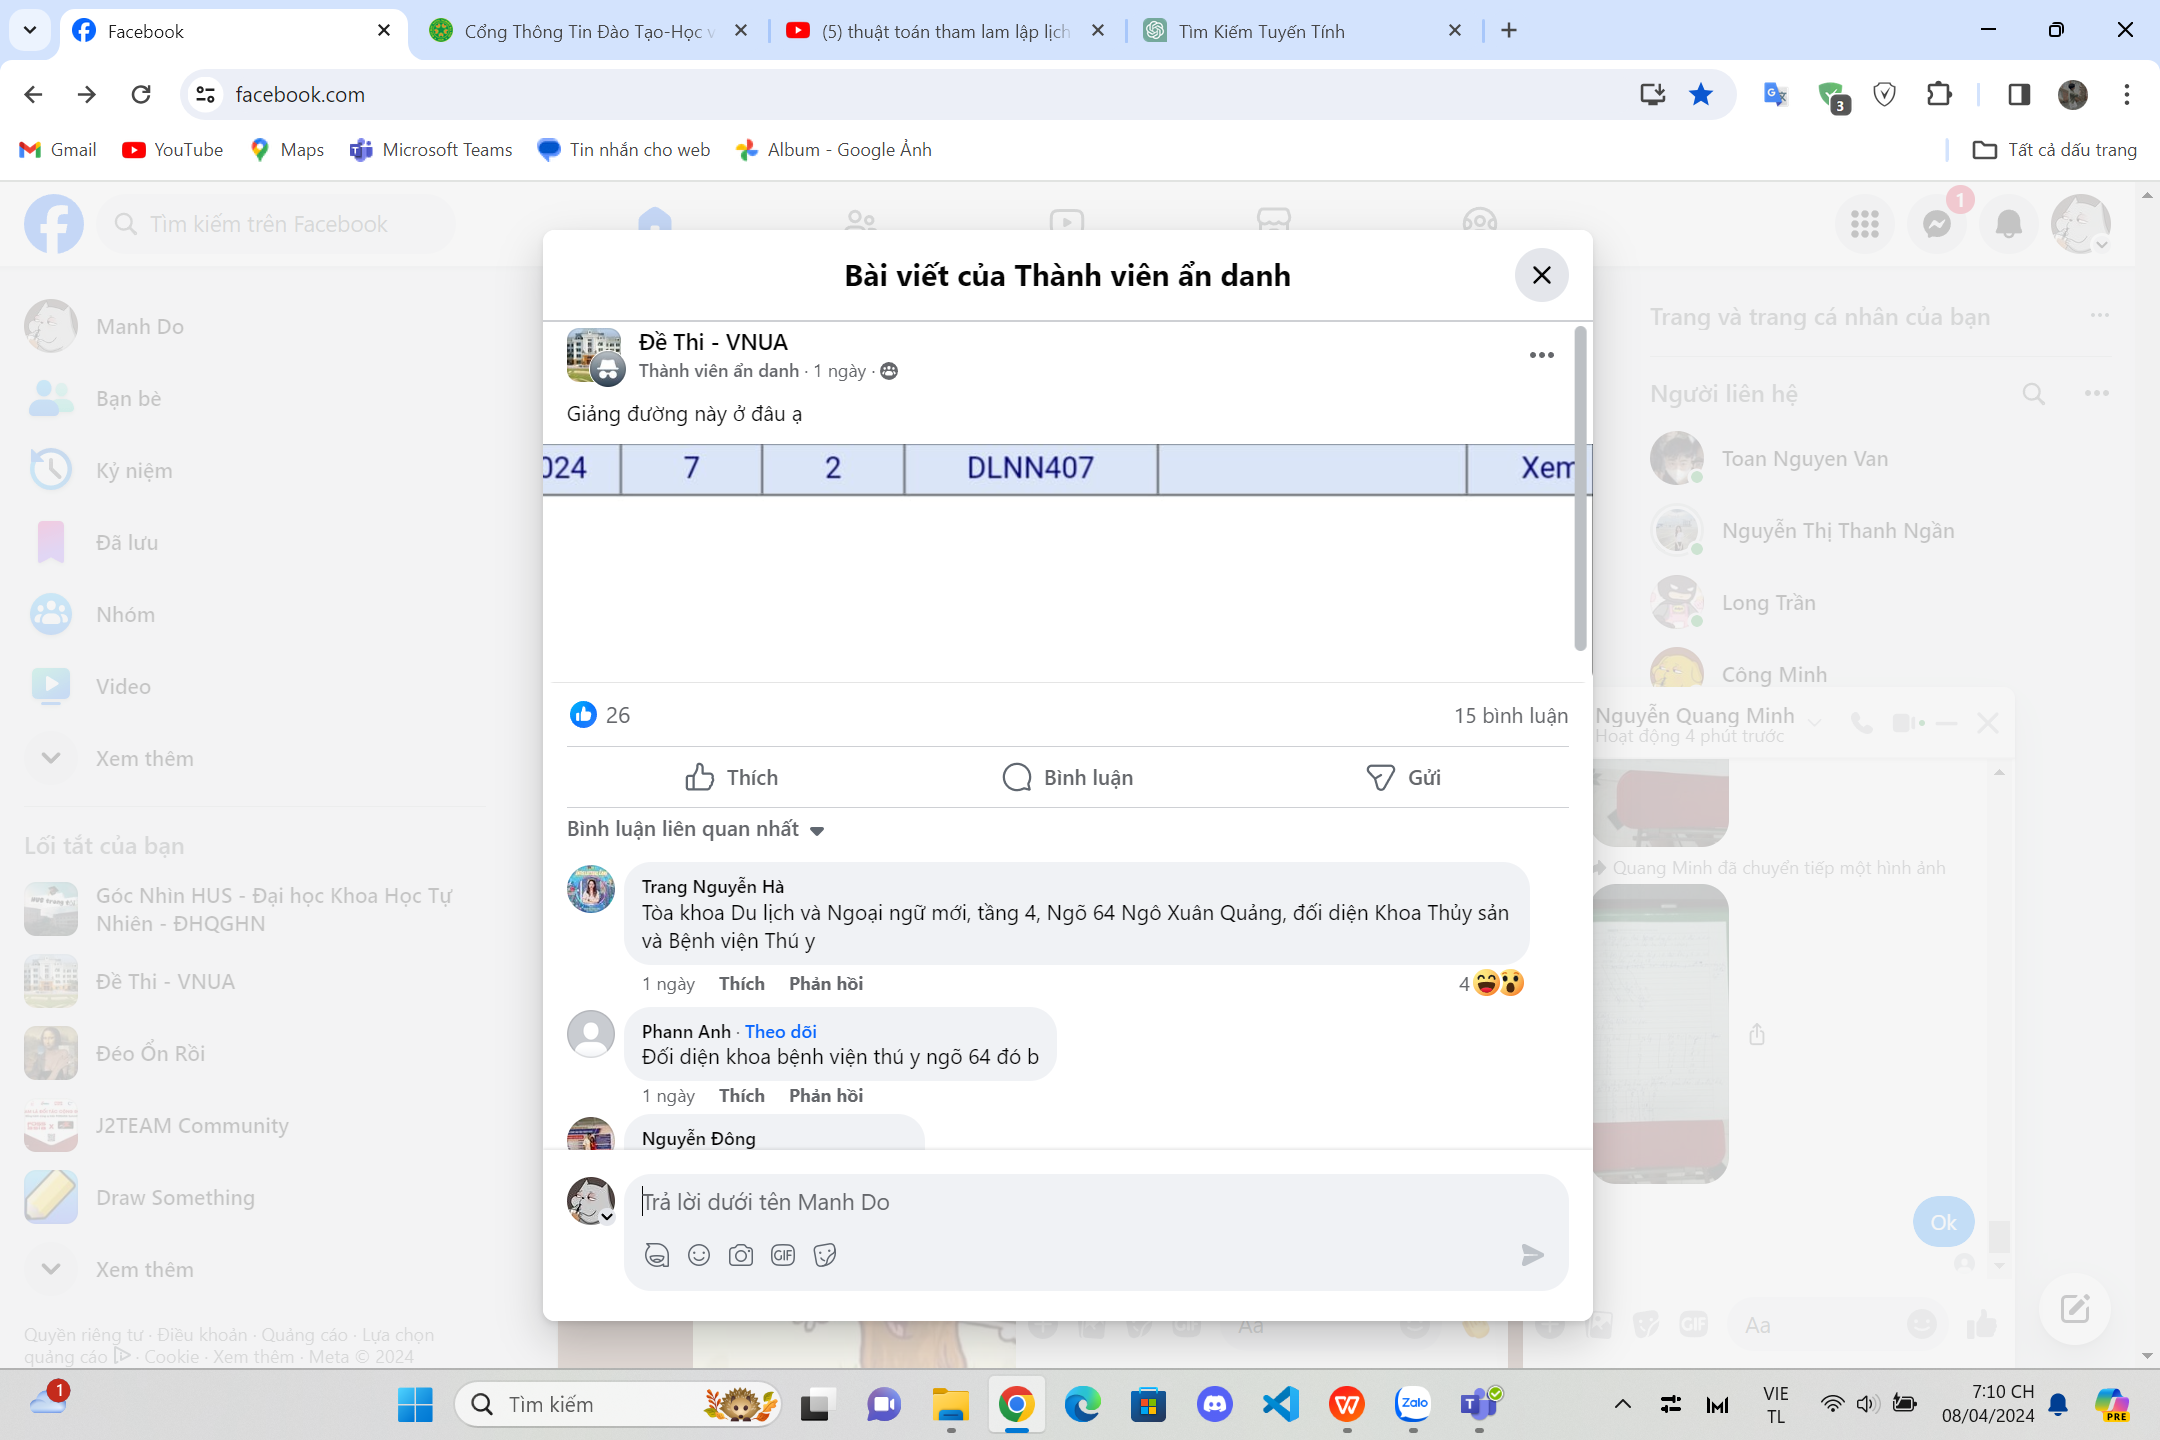 Facebook
Cổng Thông Tin Đào Tạo-Học v
(5) thuật toán tham lam lập lịch
Tìm Kiếm Tuyến Tính
facebook.com
3
Gmail
YouTube
Maps
Microsoft Teams
Tin nhắn cho web
Album - Google Ảnh
Tất cả dấu trang
Tìm kiếm trên Facebook
1
Manh Do
Bạn bè
Kỷ niệm
Đã lưu
Nhóm
Video
Xem thêm
Lối tắt của bạn
Góc Nhìn HUS - Đại học Khoa Học Tự
Nhiên - ĐHQGHN
Đề Thi - VNUA
Đéo Ổn Rồi
J2TEAM Community
Draw Something
Xem thêm
Quyền riêng tư · Điều khoản · Quảng cáo · Lựa chọn
quảng cáo · Cookie · Xem thêm · Meta © 2024
Bài viết của Thành viên ẩn danh
Đề Thi - VNUA
Thành viên ẩn danh · 1 ngày ·
Giảng đường này ở đâu ạ
024 7 2 DLNN407 Xem
26
15 bình luận
Thích
Bình luận
Gửi
Bình luận liên quan nhất
Trang Nguyễn Hà
Tòa khoa Du lịch và Ngoại ngữ mới, tầng 4, Ngõ 64 Ngô Xuân Quảng, đối diện Khoa Thủy sản
và Bệnh viện Thú y
1 ngày Thích Phản hồi 4
Phann Anh · Theo dõi
Đối diện khoa bệnh viện thú y ngõ 64 đó b
1 ngày Thích Phản hồi
Nguyễn Đông
Trả lời dưới tên Manh Do
GIF
Trang và trang cá nhân của bạn
Người liên hệ
Toan Nguyen Van
Nguyễn Thị Thanh Ngần
Long Trần
Công Minh
Nguyễn Quang Minh
Hoạt động 4 phút trước
Quang Minh đã chuyển tiếp một hình ảnh
Ok
GIF
Aa
GIF
Aa
1
Tìm kiếm
Zalo
VIE
TL
7:10 CH
08/04/2024
PRE